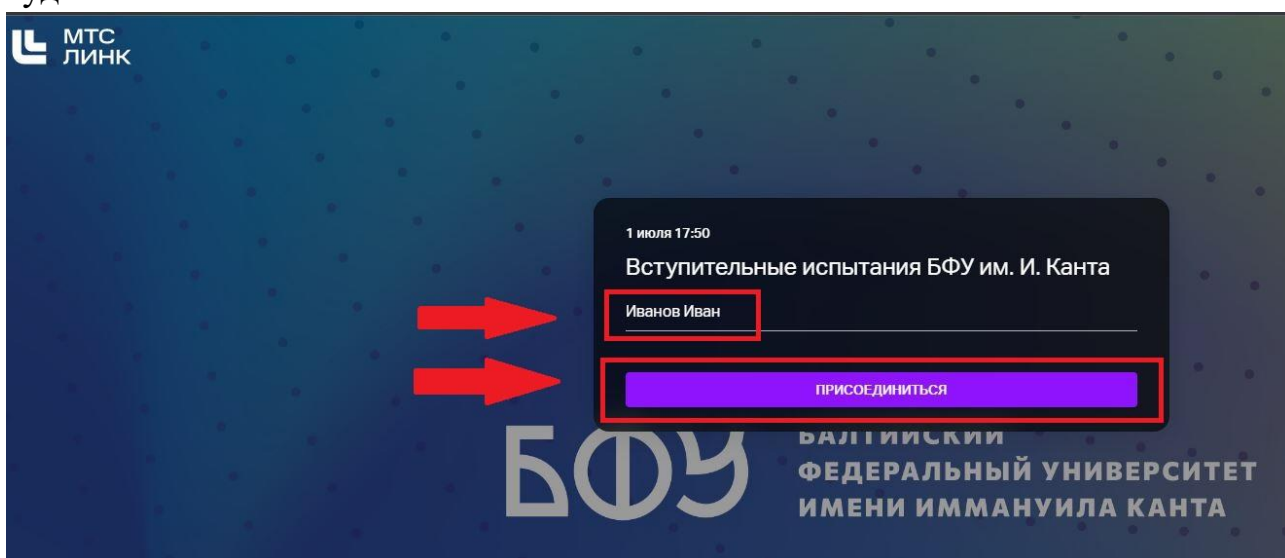 МТС
ЛИНК
1 июля 17:50
Вступительные испытания БФУ им. И. Канта
Иванов Иван
ПРИСОЕДИНИТЬСЯ
БФУ
БАЛТИЙСКИЙ
ФЕДЕРАЛЬНЫЙ УНИВЕРСИТЕТ
ИМЕНИ ИММАНУИЛА КАНТА